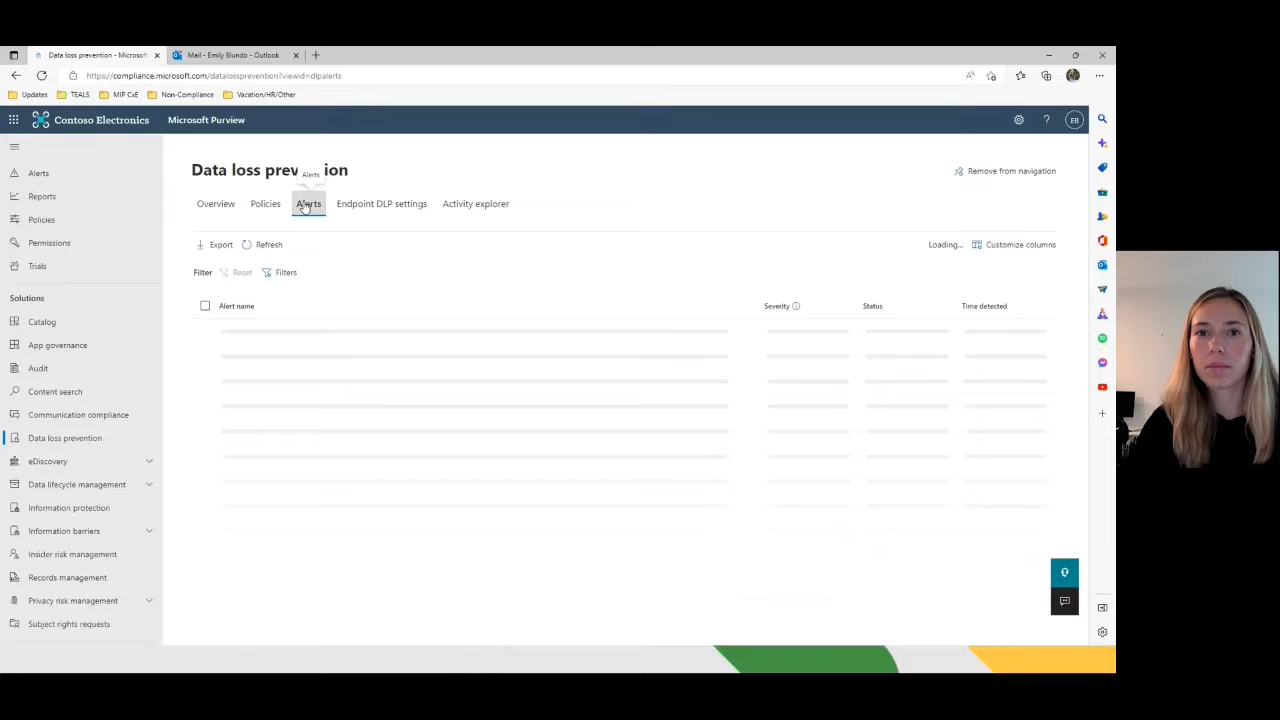 Data loss prevention - Microsoft
Mail - Emily Blundo - Outlook
https://compliance.microsoft.com/datalossprevention?viewid=dlpalerts
Updates
TEALS
MIP CxE
Non-Compliance
Vacation/HR/Other
Contoso Electronics
Microsoft Purview
EB
Alerts
Reports
Policies
Permissions
Trials
Solutions
Catalog
App governance
Audit
Content search
Communication compliance
Data loss prevention
eDiscovery
Data lifecycle management
Information protection
Information barriers
Insider risk management
Records management
Privacy risk management
Subject rights requests
Data loss prevention
Alerts
Remove from navigation
Overview
Policies
Alerts
Endpoint DLP settings
Activity explorer
Export
Refresh
Loading...
Customize columns
Filter
Reset
Filters
Alert name
Severity
Status
Time detected